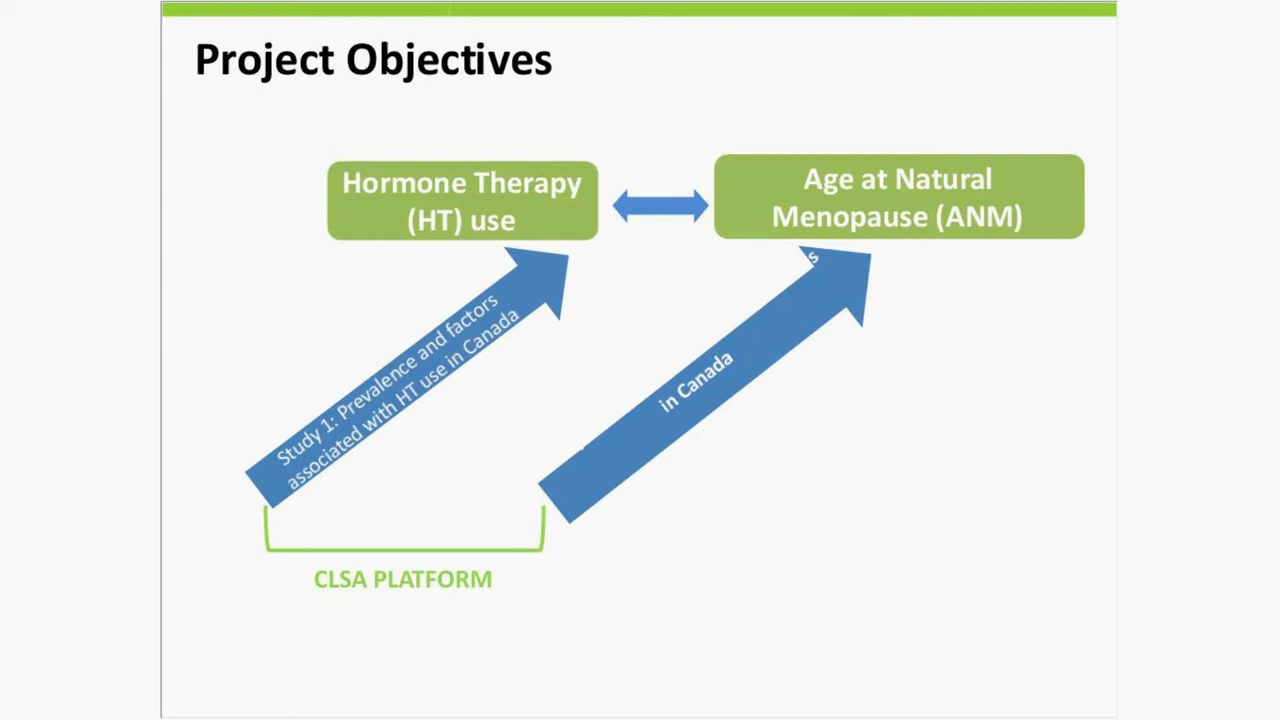 Project Objectives
Hormone Therapy
(HT) use
Age at Natural
Menopause (ANM)
Study 1: Prevalence and factors
associated with HT use in Canada
s
in Canada
CLSA PLATFORM